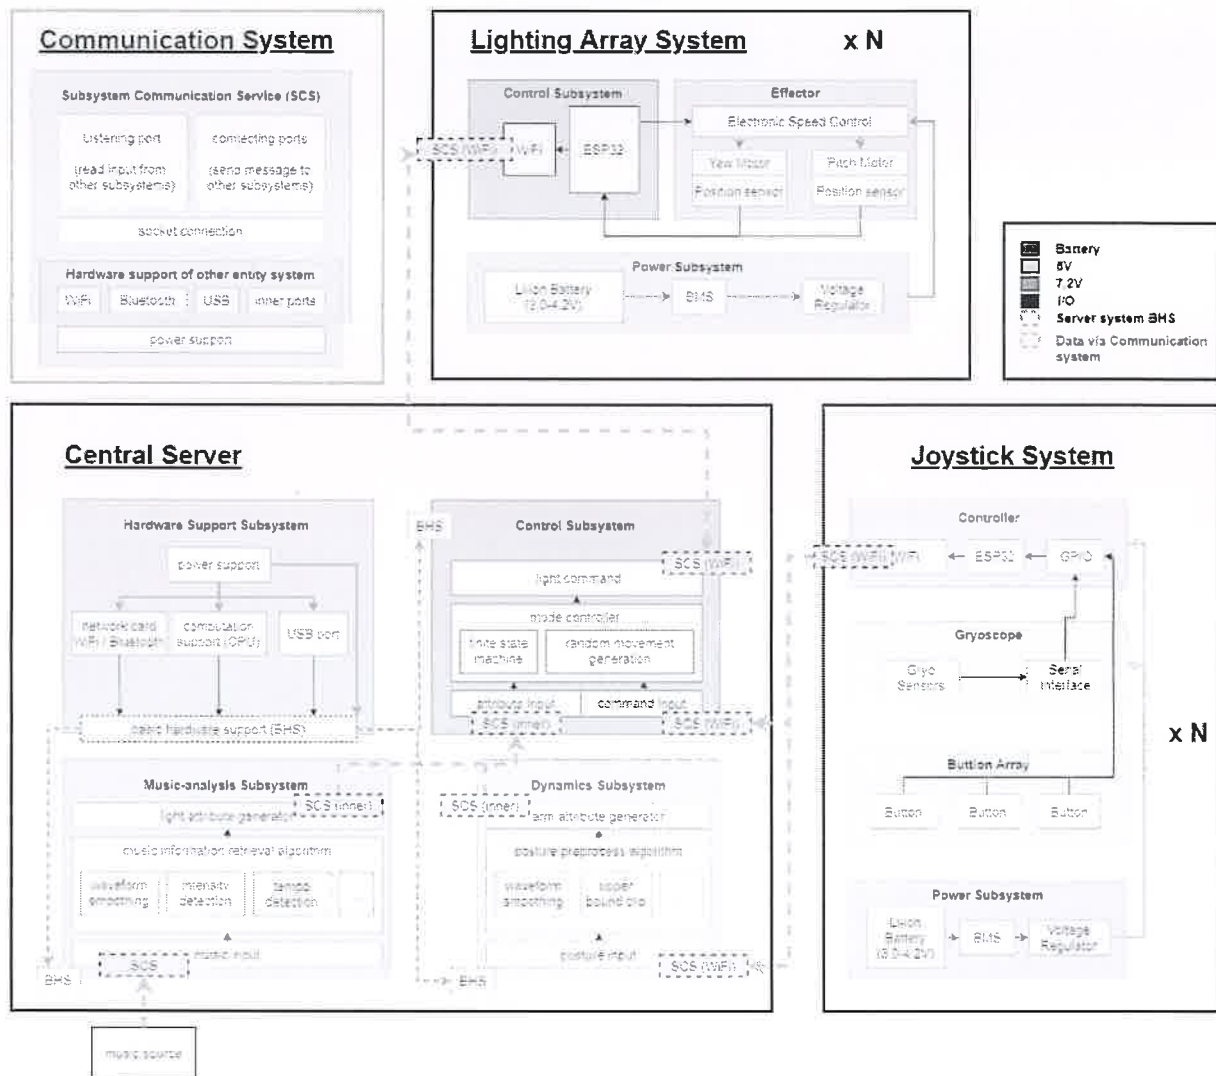 Communication System
Subsystem Communication Service (SCS)
Listening port
(read input from
other subsystems)
connecting ports
(send message to
other subsystems)
socket connection
Hardware support of other entity system
WiFi
Bluetooth
USB
inner ports
power support
Lighting Array System
x N
Control Subsystem
SCS (WiFi)
WiFi
ESP32
Effector
Electronic Speed Control
Yaw Motor
Position sensor
Pitch Motor
Position sensor
Power Subsystem
Li-ion Battery
(3.0-4.2V)
BMS
Voltage
Regulator
Battery
7.2V
I/O
Server system BHS
Data via Communication
system
Central Server
Hardware Support Subsystem
power support
network card
WiFi / Bluetooth
computation
support (CPU)
USB port
basic hardware support (BHS)
BHS
Control Subsystem
SCS (WiFi)
light command
mode controller
finite state
machine
random movement
generation
attribute input
command input
SCS (inner)
SCS (WiFi)
Music-analysis Subsystem
SCS (inner)
light attribute generator
music information retrieval algorithm
waveform
smoothing
intensity
detection
tempo
detection
music input
SCS
BHS
Dynamics Subsystem
SCS (inner)
arm attribute generator
posture preprocess algorithm
waveform
smoothing
upper
bound clip
posture input
SCS (WiFi)
BHS
music source
Joystick System
Controller
SCS (WiFi)
WiFi
ESP32
GPIO
Gryoscope
Gryo
Sensors
Serial
Interface
x N
Buttion Array
Button
Button
Button
Power Subsystem
Li-ion
Battery
(3.0-4.2V)
BMS
Voltage
Regulator